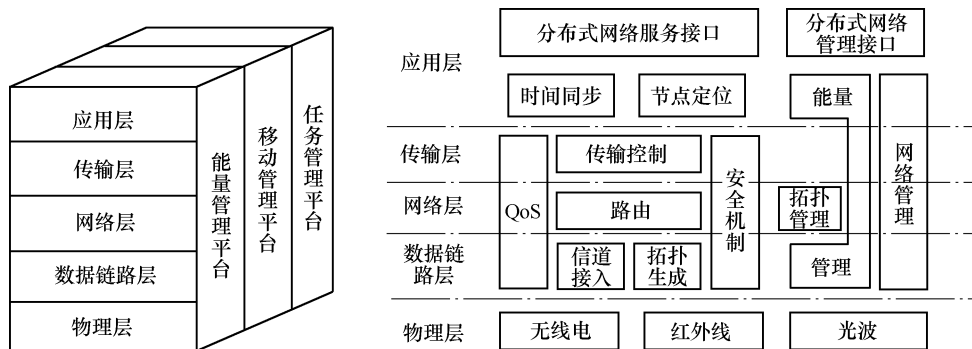 应用层
传输层
网络层
数据链路层
物理层
能量管理平台
移动管理平台
任务管理平台
应用层
分布式网络服务接口
分布式网络
管理接口
时间同步
节点定位
能量
管理
网络管理
传输层
传输控制
QoS
安全机制
网络层
路由
拓扑
管理
数据链
路层
信道
接入
拓扑
生成
物理层
无线电
红外线
光波